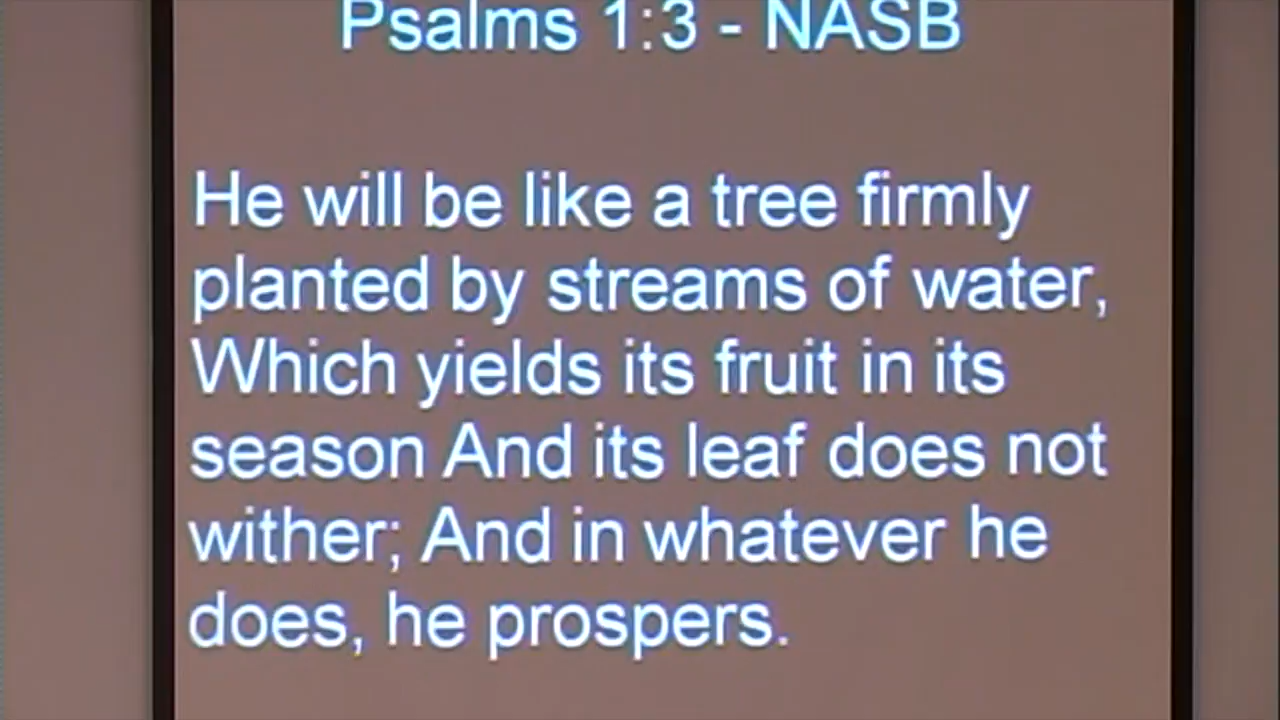 Psalms 1:3 - NASB
He will be like a tree firmly
planted by streams of water,
Which yields its fruit in its
season And its leaf does not
wither; And in whatever he
does, he prospers.